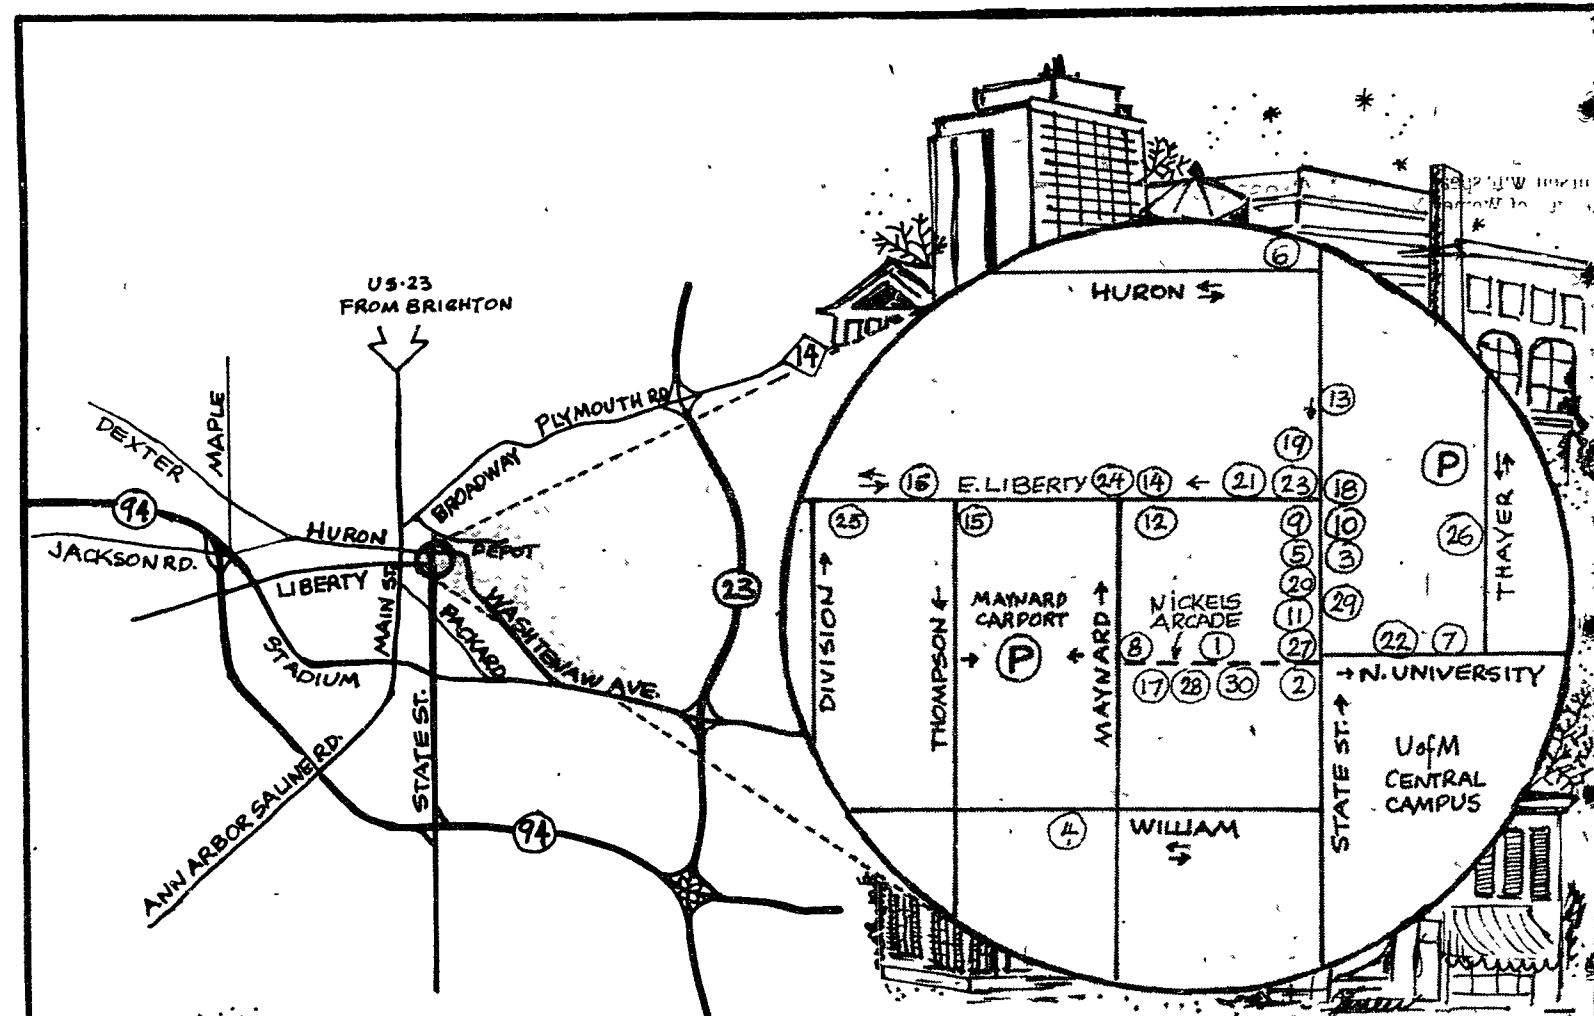 US·23
FROM BRIGHTON
14
MAPLE
DEXTER
PLYMOUTH RD
BROADWAY
94
HURON
JACKSON RD.
DEPOT
LIBERTY
MAIN ST.
23
WASHTENAW AVE.
PACKARD
STADIUM
STATE ST.
ANN ARBOR SALINE RD.
94
6
HURON
13
19
P
16 E. LIBERTY 24 14 21 23 18
25 15 12 9 10 26
THAYER
5 3
DIVISION
20
MAYNARD
CARPORT
P
NICKELS
ARCADE
29
11
THOMPSON
MAYNARD
8 1 27 22 7
17 28 30 2
N. UNIVERSITY
STATE ST.
UofM
CENTRAL
CAMPUS
4 WILLIAM